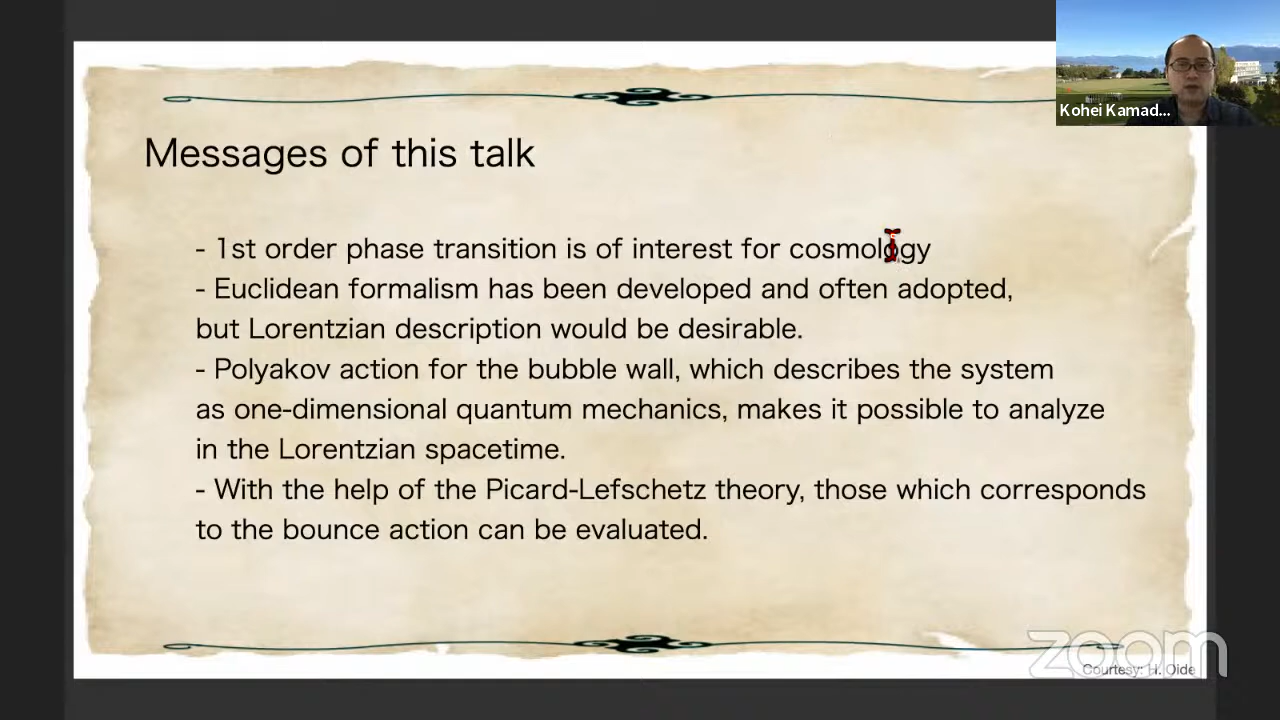 Kohei Kamad...
Messages of this talk
- 1st order phase transition is of interest for cosmology
- Euclidean formalism has been developed and often adopted,
but Lorentzian description would be desirable.
- Polyakov action for the bubble wall, which describes the system
as one-dimensional quantum mechanics, makes it possible to analyze
in the Lorentzian spacetime.
- With the help of the Picard-Lefschetz theory, those which corresponds
to the bounce action can be evaluated.
zoom
Courtesy: H. Oide